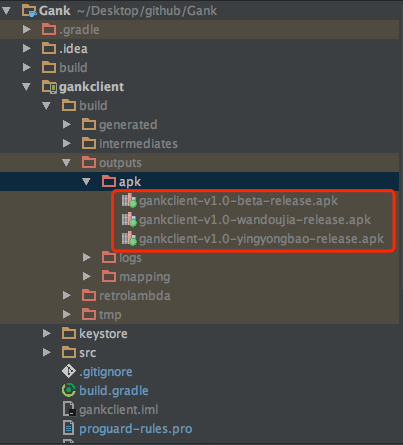 Gank ~/Desktop/github/Gank
.gradle
.idea
build
gankclient
build
generated
intermediates
outputs
apk
gankclient-v1.0-beta-release.apk
gankclient-v1.0-wandoujia-release.apk
gankclient-v1.0-yingyongbao-release.apk
logs
mapping
retrolambda
tmp
keystore
src
.gitignore
build.gradle
gankclient.iml
proguard-rules.pro